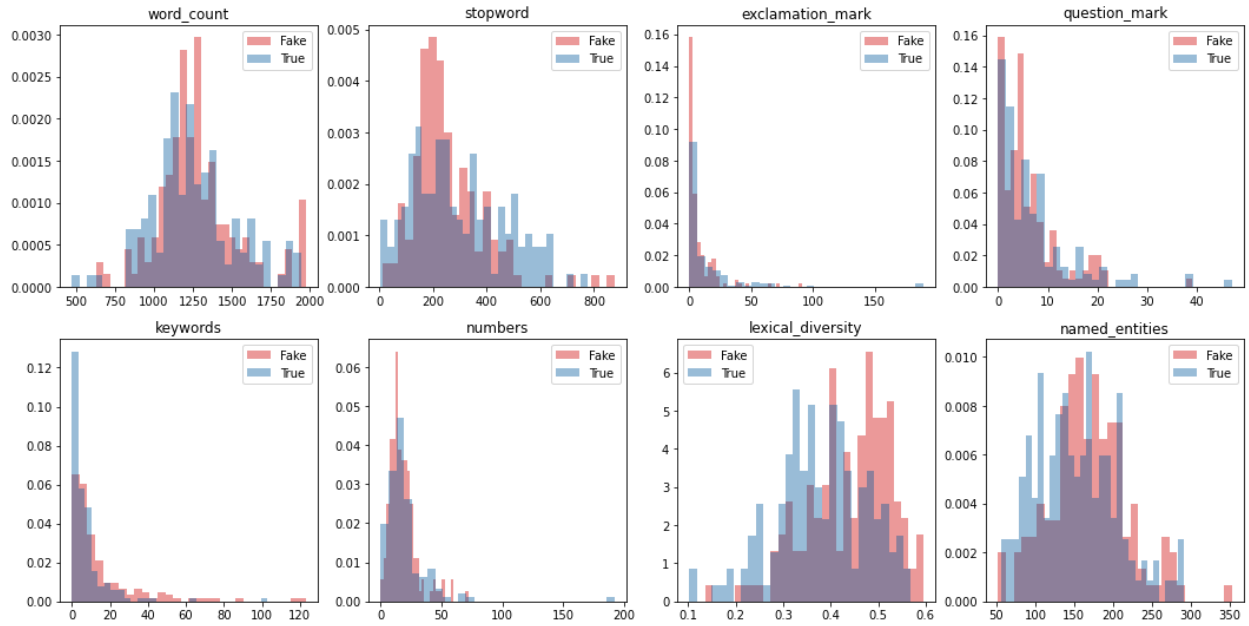 word_count
0.0030
0.0025
0.0020
0.0015
0.0010
0.0005
0.0000
500 750 1000 1250 1500 1750 2000
Fake
True
stopword
0.005
0.004
0.003
0.002
0.001
0.000
0 200 400 600 800
Fake
True
exclamation_mark
0.16
0.14
0.12
0.10
0.08
0.06
0.04
0.02
0.00
0 50 100 150
Fake
True
question_mark
0.16
0.14
0.12
0.10
0.08
0.06
0.04
0.02
0.00
0 10 20 30 40
Fake
True
keywords
0.12
0.10
0.08
0.06
0.04
0.02
0.00
0 20 40 60 80 100 120
Fake
True
numbers
0.06
0.05
0.04
0.03
0.02
0.01
0.00
0 50 100 150 200
Fake
True
lexical_diversity
6
5
4
3
2
1
0
0.1 0.2 0.3 0.4 0.5 0.6
Fake
True
named_entities
0.010
0.008
0.006
0.004
0.002
0.000
50 100 150 200 250 300 350
Fake
True